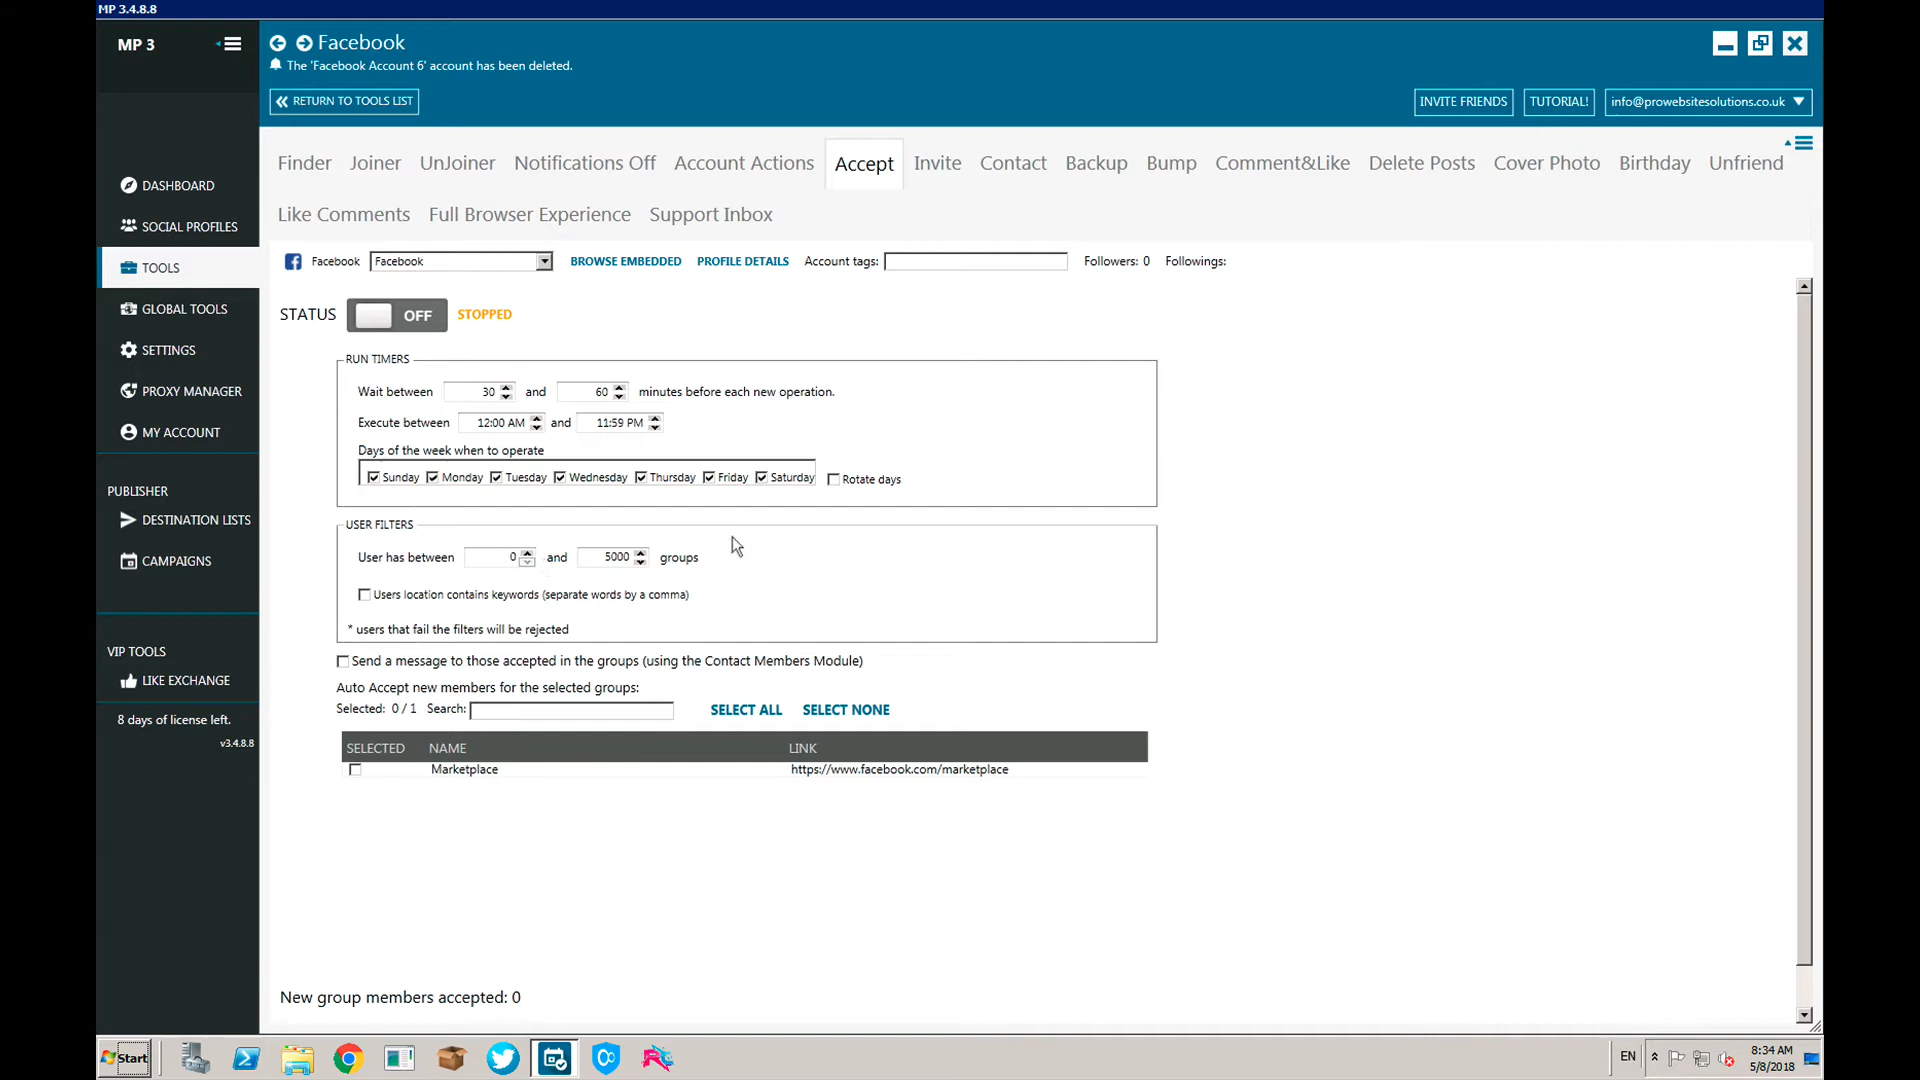 MP 3.4.8.8
MP 3
Facebook
The 'Facebook Account 6' account has been deleted.
RETURN TO TOOLS LIST
INVITE FRIENDS
TUTORIAL!
info@prowebsitesolutions.co.uk
DASHBOARD
SOCIAL PROFILES
TOOLS
GLOBAL TOOLS
SETTINGS
PROXY MANAGER
MY ACCOUNT
PUBLISHER
DESTINATION LISTS
CAMPAIGNS
VIP TOOLS
LIKE EXCHANGE
8 days of license left.
v3.4.8.8
Finder Joiner UnJoiner Notifications Off Account Actions Accept Invite Contact Backup Bump Comment&Like Delete Posts Cover Photo Birthday Unfriend
Like Comments Full Browser Experience Support Inbox
Facebook Facebook BROWSE EMBEDDED PROFILE DETAILS Account tags: Followers: 0 Followings:
STATUS OFF STOPPED
RUN TIMERS
Wait between 30 and 60 minutes before each new operation.
Execute between 12:00 AM and 11:59 PM
Days of the week when to operate
Sunday Monday Tuesday Wednesday Thursday Friday Saturday Rotate days
USER FILTERS
User has between 0 and 5000 groups
Users location contains keywords (separate words by a comma)
* users that fail the filters will be rejected
Send a message to those accepted in the groups (using the Contact Members Module)
Auto Accept new members for the selected groups:
Selected: 0 / 1 Search: SELECT ALL SELECT NONE
SELECTED NAME LINK
Marketplace https://www.facebook.com/marketplace
New group members accepted: 0
Start
EN
8:34 AM
5/8/2018